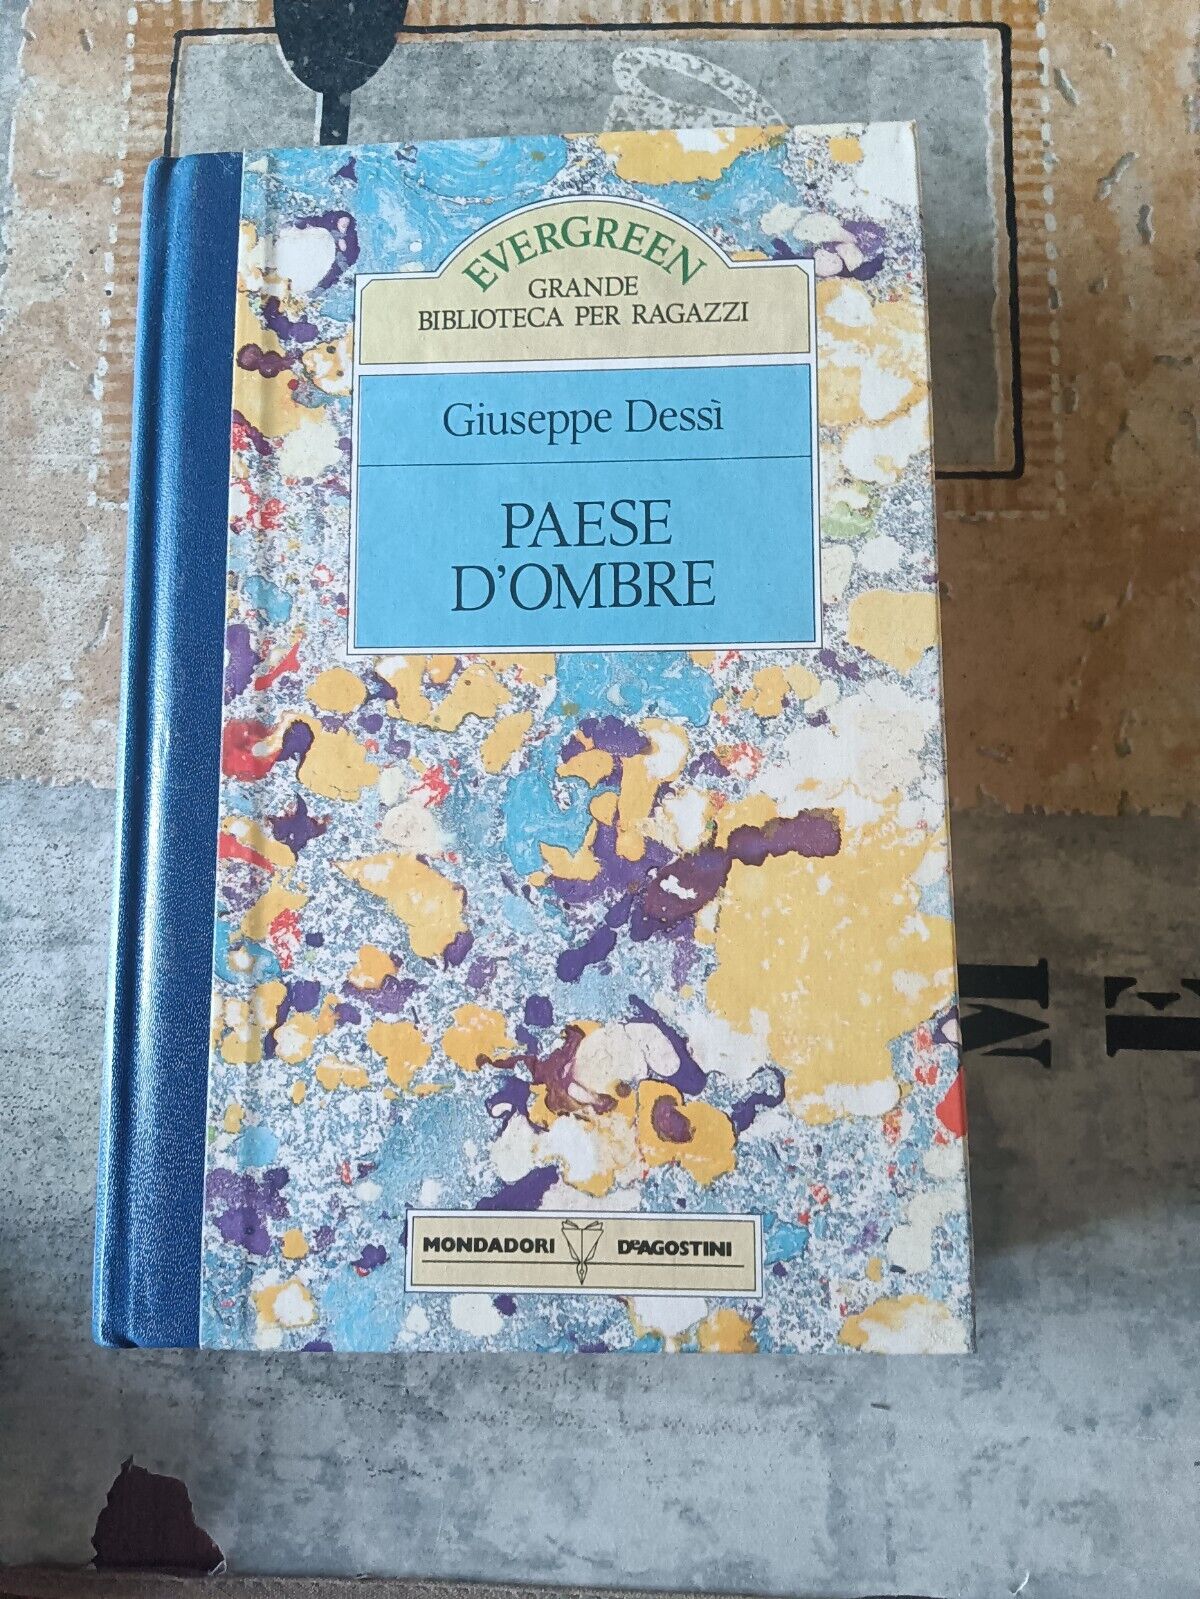 EVERGREEN
GRANDE
BIBLIOTECA PER RAGAZZI
Giuseppe Dessì
PAESE
D'OMBRE
MONDADORI DeAGOSTINI
M E